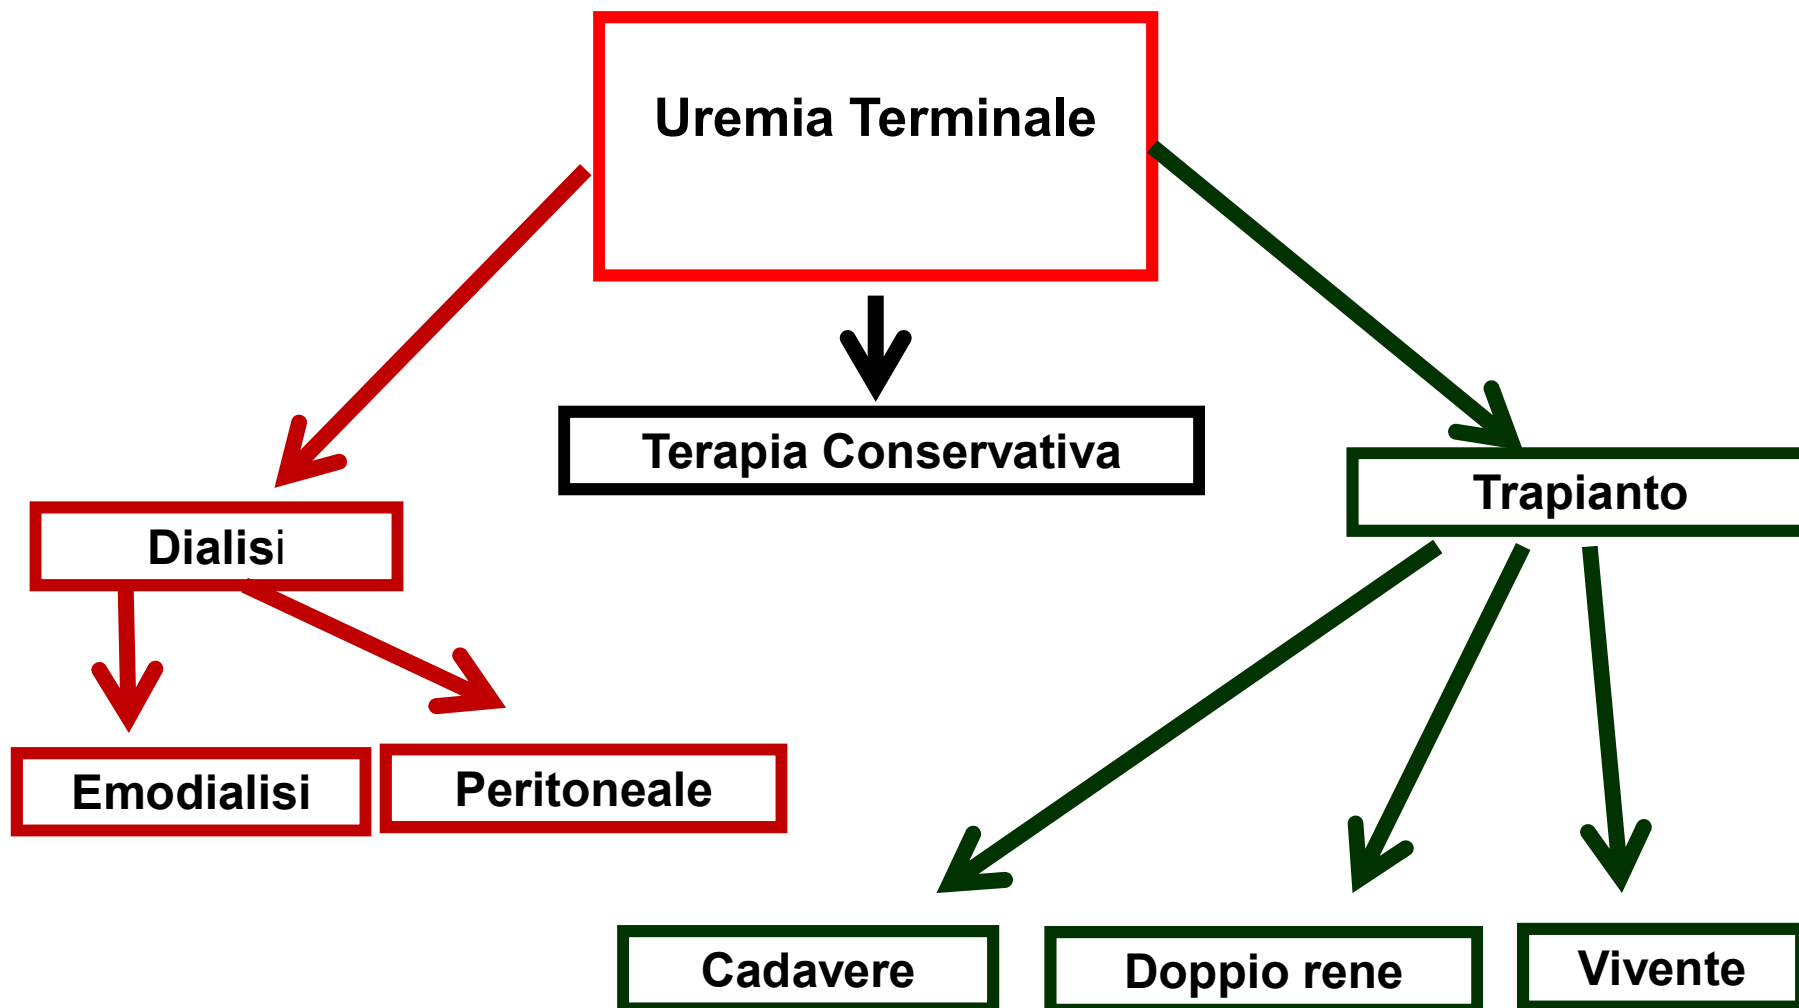 Uremia Terminale
Terapia Conservativa
Trapianto
Dialisi
Emodialisi
Peritoneale
Cadavere
Doppio rene
Vivente